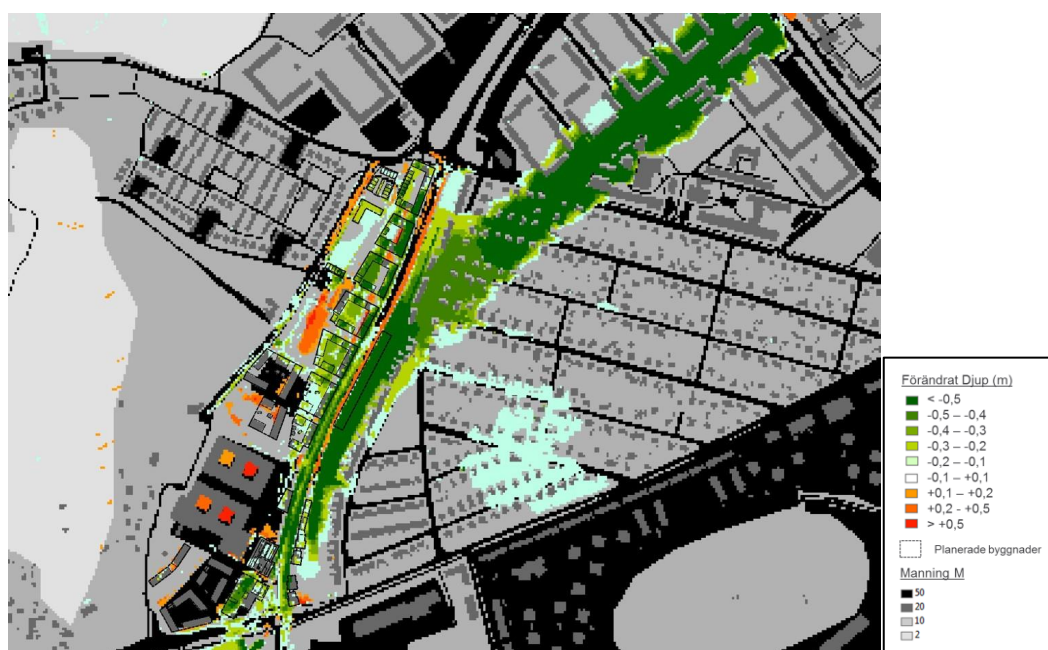 Förändrat Djup (m)
< -0,5
-0,5 – -0,4
-0,4 – -0,3
-0,3 – -0,2
-0,2 – -0,1
-0,1 – +0,1
+0,1 – +0,2
+0,2 - +0,5
> +0,5
Planerade byggnader
Manning M
50
20
10
2